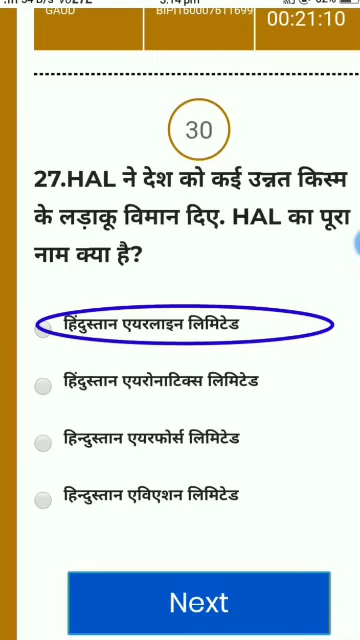 GAUD
BIPI160007611699
00:21:10
30
27.HAL ने देश को कई उन्नत किस्म
के लड़ाकू विमान दिए. HAL का पूरा
नाम क्या है?
हिंदुस्तान एयरलाइन लिमिटेड
हिंदुस्तान एयरोनाटिक्स लिमिटेड
हिन्दुस्तान एयरफोर्स लिमिटेड
हिन्दुस्तान एविएशन लिमिटेड
Next